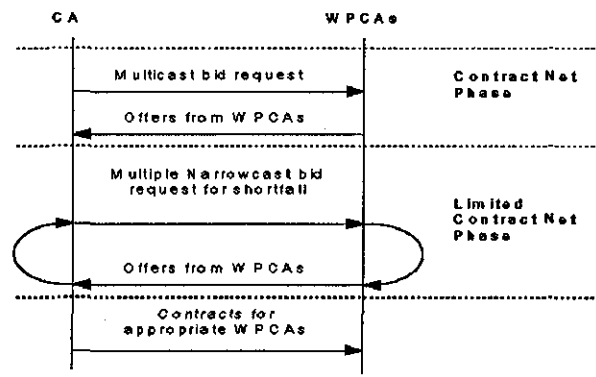 CA
WPCAs
Multicast bid request
Contract Net
Phase
Offers from WPCAs
Multiple Narrowcast bid
request for shortfall
Limited
Contract Net
Phase
Offers from WPCAs
Contracts for
appropriate WPCAs